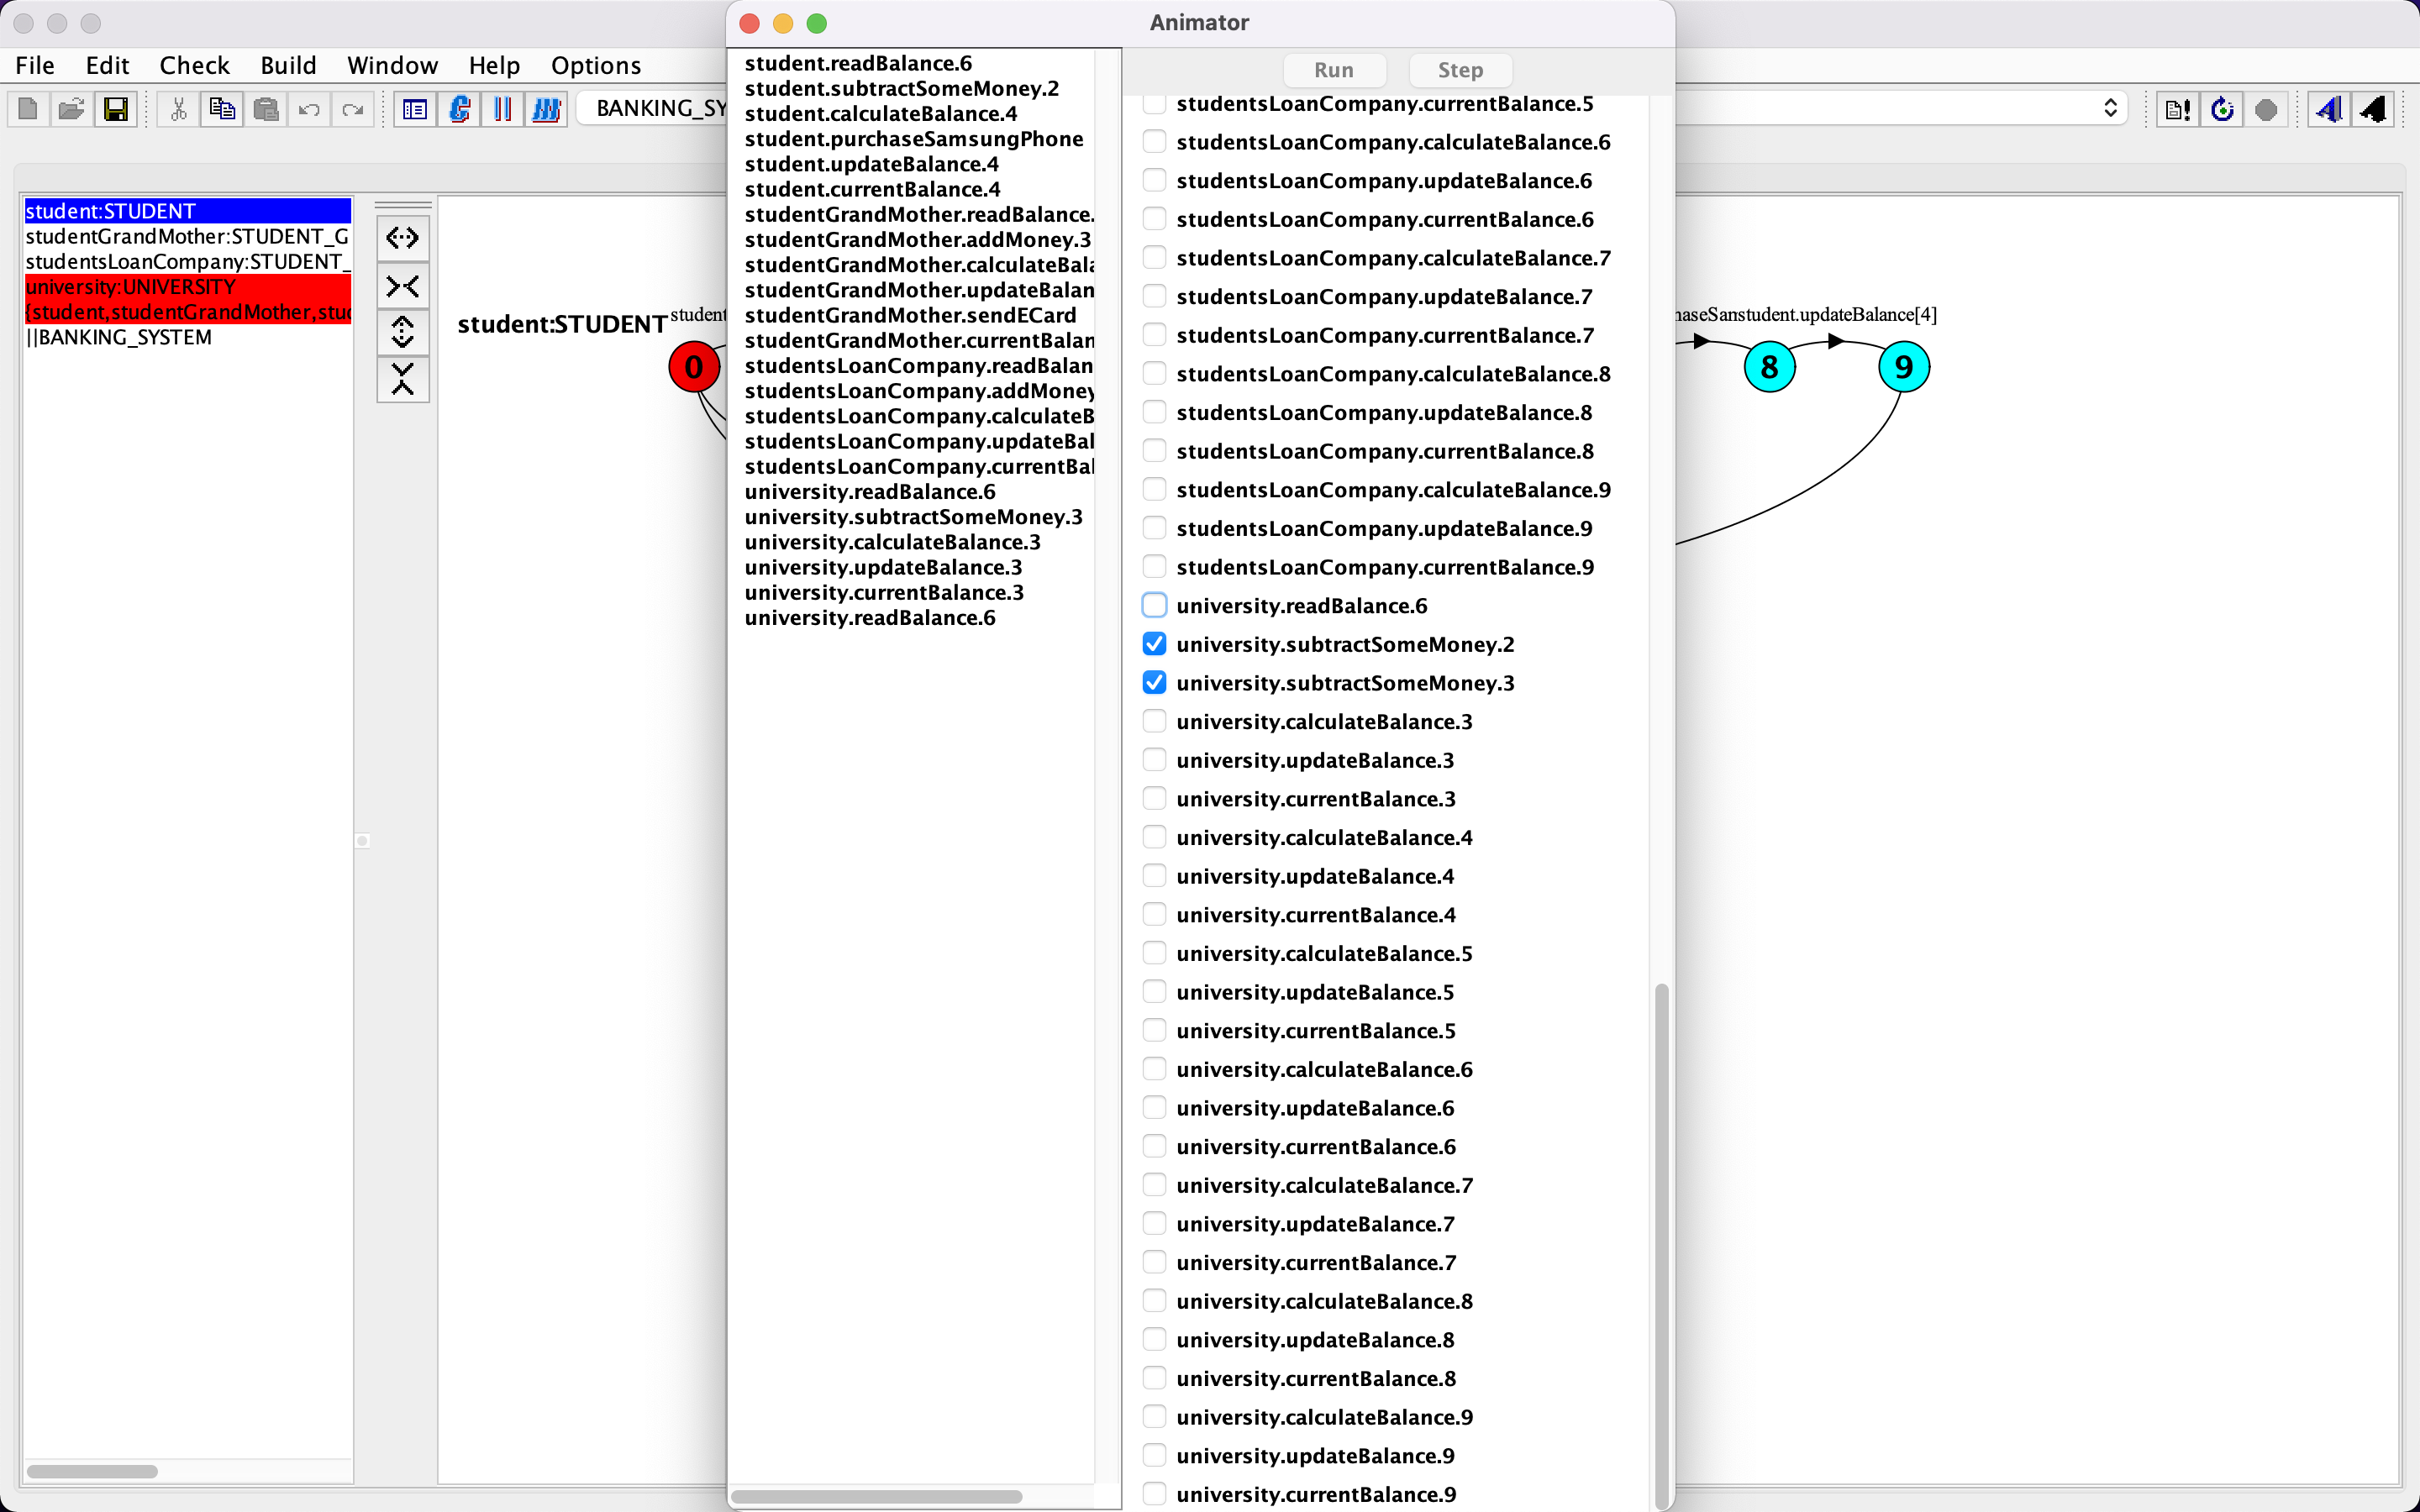 Animator
File Edit Check Build Window Help Options
BANKING_SY
Run Step
student:STUDENT
studentGrandMother:STUDENT_G
studentsLoanCompany:STUDENT_
university:UNIVERSITY
{student,studentGrandMother,stu
||BANKING_SYSTEM
student:STUDENT
student
0
student.readBalance.6
student.subtractSomeMoney.2
student.calculateBalance.4
student.purchaseSamsungPhone
student.updateBalance.4
student.currentBalance.4
studentGrandMother.readBalance.
studentGrandMother.addMoney.3
studentGrandMother.calculateBala
studentGrandMother.updateBalan
studentGrandMother.sendECard
studentGrandMother.currentBalan
studentsLoanCompany.readBalan
studentsLoanCompany.addMoney
studentsLoanCompany.calculateB
studentsLoanCompany.updateBal
studentsLoanCompany.currentBal
university.readBalance.6
university.subtractSomeMoney.3
university.calculateBalance.3
university.updateBalance.3
university.currentBalance.3
university.readBalance.6
studentsLoanCompany.currentBalance.5
studentsLoanCompany.calculateBalance.6
studentsLoanCompany.updateBalance.6
studentsLoanCompany.currentBalance.6
studentsLoanCompany.calculateBalance.7
studentsLoanCompany.updateBalance.7
studentsLoanCompany.currentBalance.7
studentsLoanCompany.calculateBalance.8
studentsLoanCompany.updateBalance.8
studentsLoanCompany.currentBalance.8
studentsLoanCompany.calculateBalance.9
studentsLoanCompany.updateBalance.9
studentsLoanCompany.currentBalance.9
university.readBalance.6
university.subtractSomeMoney.2
university.subtractSomeMoney.3
university.calculateBalance.3
university.updateBalance.3
university.currentBalance.3
university.calculateBalance.4
university.updateBalance.4
university.currentBalance.4
university.calculateBalance.5
university.updateBalance.5
university.currentBalance.5
university.calculateBalance.6
university.updateBalance.6
university.currentBalance.6
university.calculateBalance.7
university.updateBalance.7
university.currentBalance.7
university.calculateBalance.8
university.updateBalance.8
university.currentBalance.8
university.calculateBalance.9
university.updateBalance.9
university.currentBalance.9
haseSanstudent.updateBalance[4]
8 9